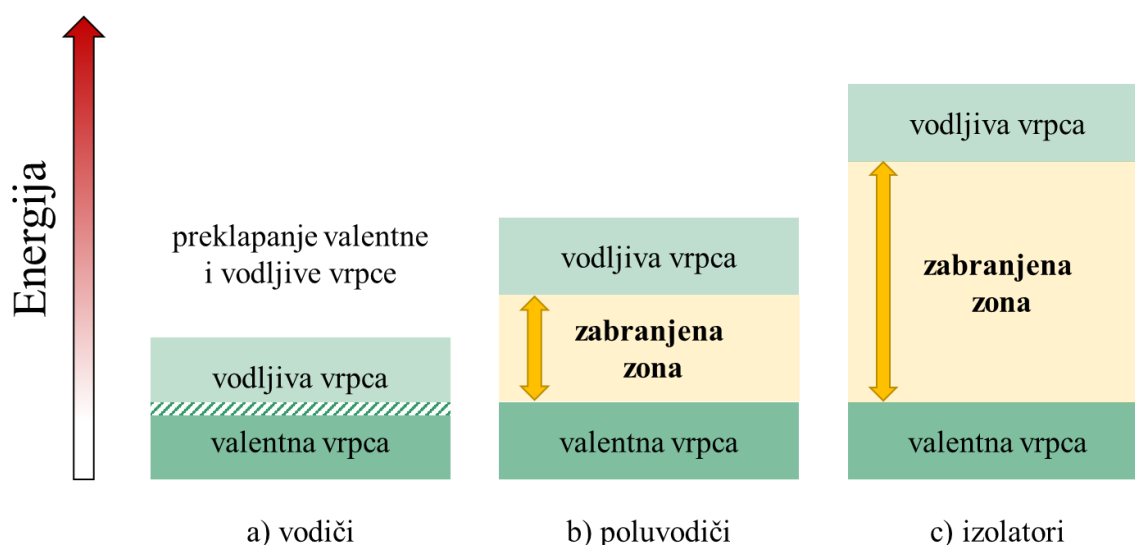 Energija
preklapanje valentne
i vodljive vrpce
vodljiva vrpca
valentna vrpca
a) vodiči
vodljiva vrpca
zabranjena
zona
valentna vrpca
b) poluvodiči
vodljiva vrpca
zabranjena
zona
valentna vrpca
c) izolatori